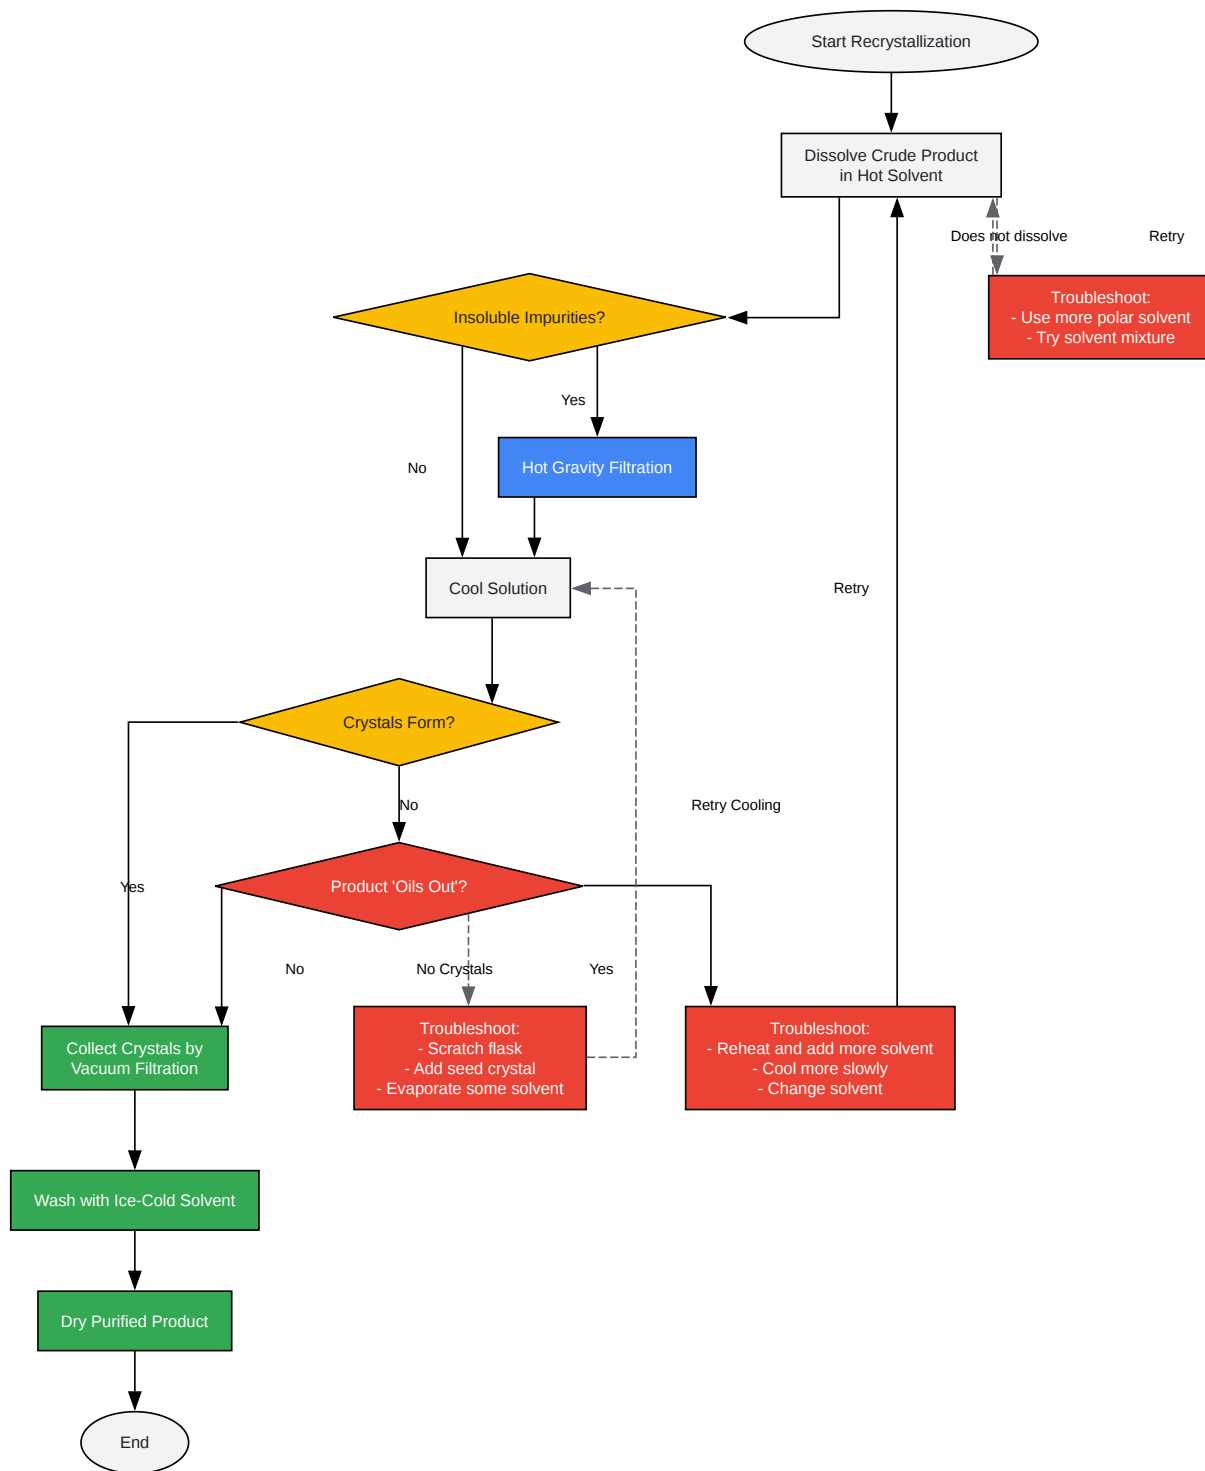 Start Recrystallization
Dissolve Crude Product
in Hot Solvent
Does not dissolve
Retry
Troubleshoot:
- Use more polar solvent
- Try solvent mixture
Insoluble Impurities?
Yes
No
Hot Gravity Filtration
Cool Solution
Retry
Crystals Form?
No
Retry Cooling
Yes
Product 'Oils Out'?
No
No Crystals
Yes
Troubleshoot:
- Scratch flask
- Add seed crystal
- Evaporate some solvent
Troubleshoot:
- Reheat and add more solvent
- Cool more slowly
- Change solvent
Collect Crystals by
Vacuum Filtration
Wash with Ice-Cold Solvent
Dry Purified Product
End